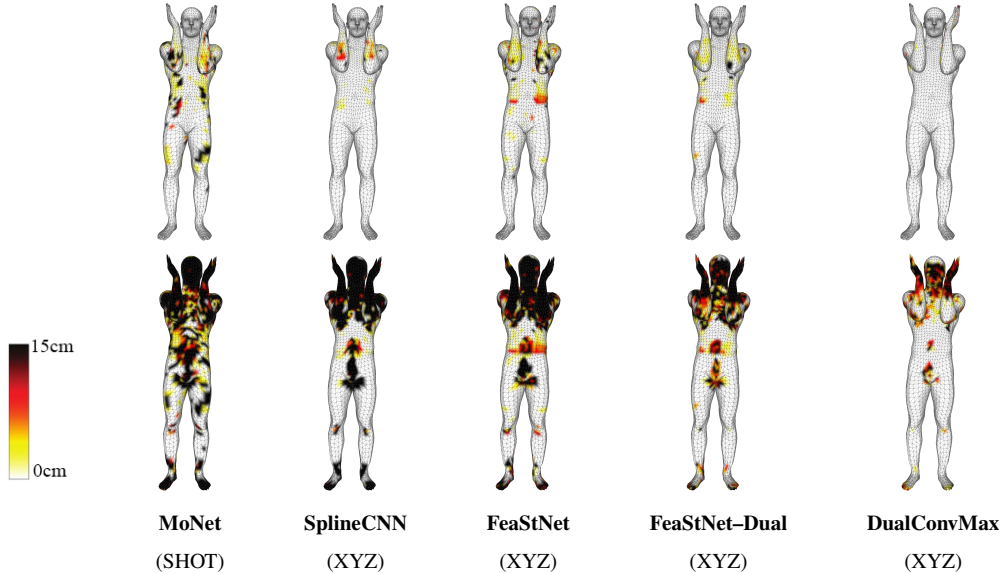 15cm
0cm
MoNet SplineCNN FeaStNet FeaStNet–Dual DualConvMax
(SHOT) (XYZ) (XYZ) (XYZ) (XYZ)